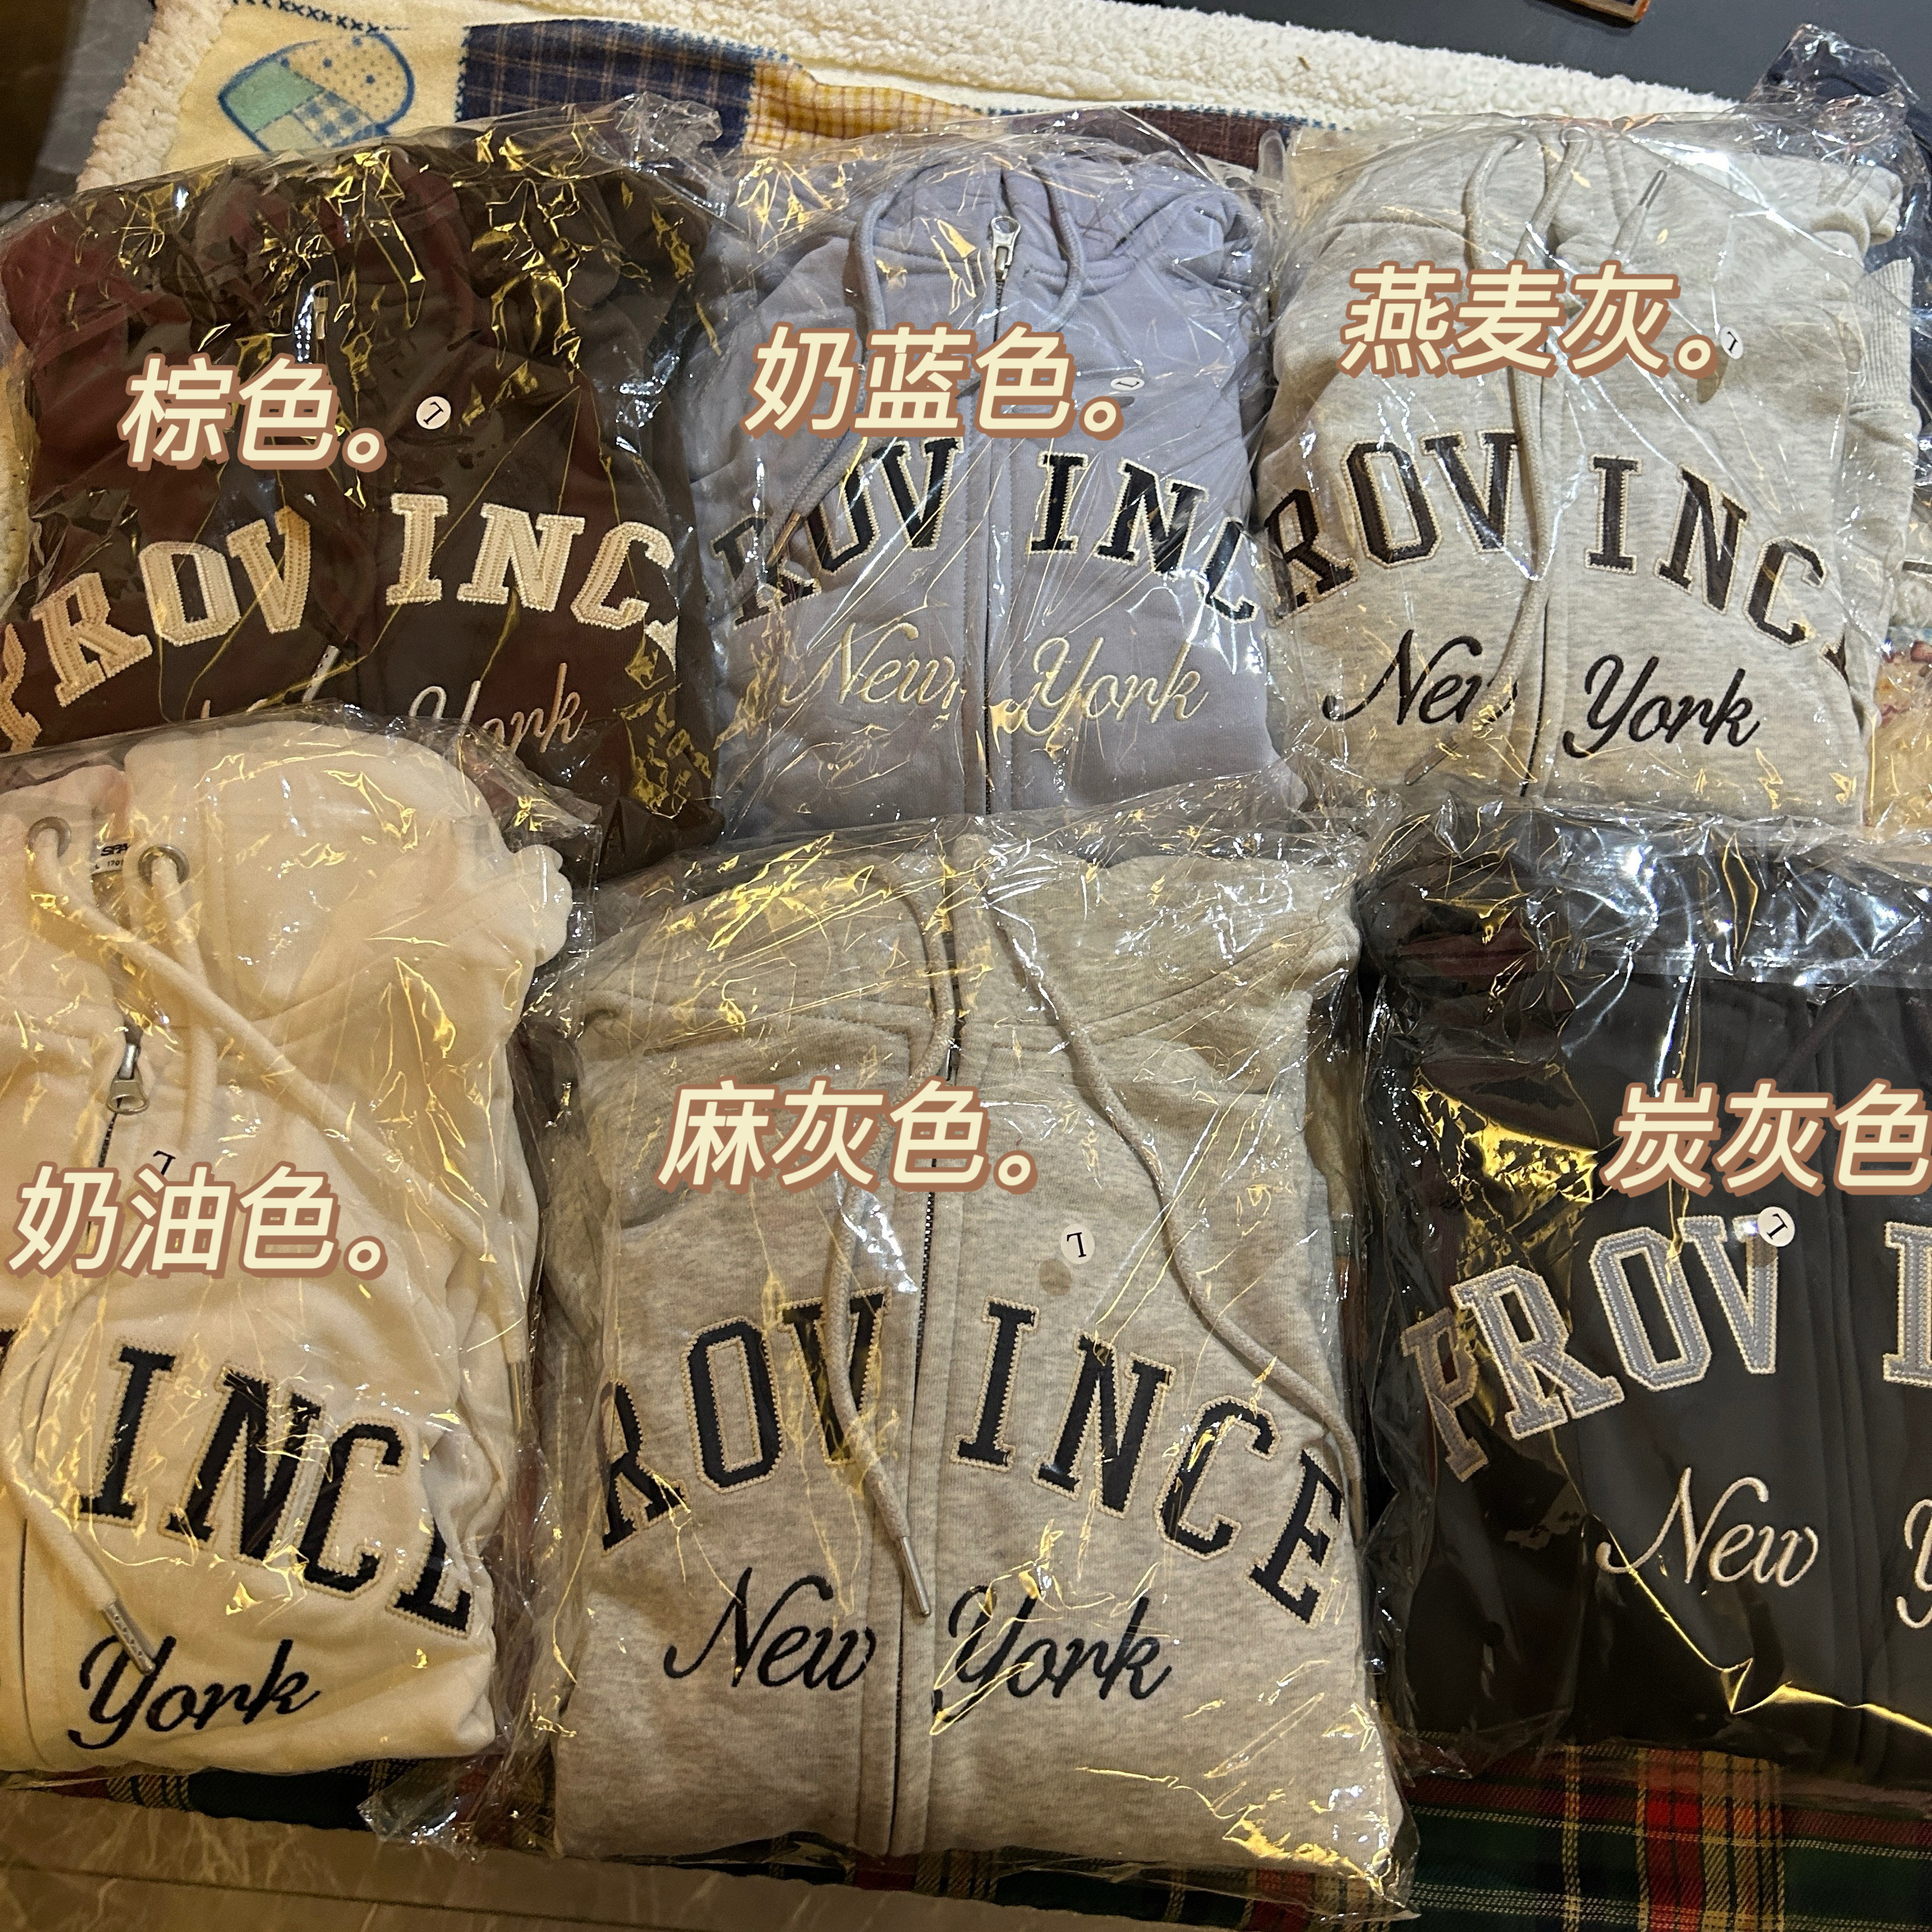 棕色。
L
ROV INC
York
奶蓝色。
L
ROV INC
New York
燕麦灰。
L
ROV INC
New York
奶油色。
L
INCE
York
麻灰色。
L
ROV INCE
New York
炭灰色
L
PROV I
New Y